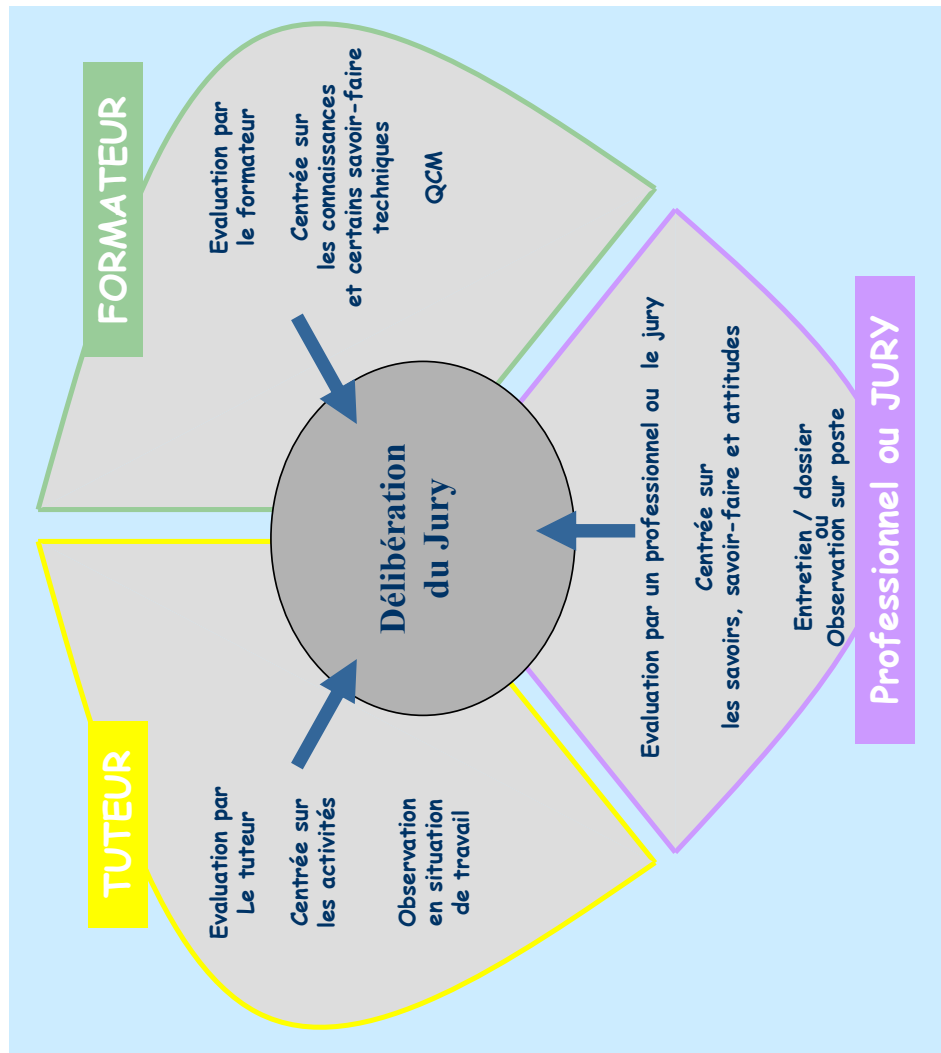 TUTEUR
Evaluation par
Le tuteur
Centrée sur
les activités
Observation
en situation
de travail
FORMATEUR
Evaluation par
le formateur
Centrée sur
les connaissances
et certains savoir-faire
techniques
QCM
Délibération
du Jury
Evaluation par un professionnel ou le jury
Centrée sur
les savoirs, savoir-faire et attitudes
Entretien / dossier
ou
Observation sur poste
Professionnel ou JURY